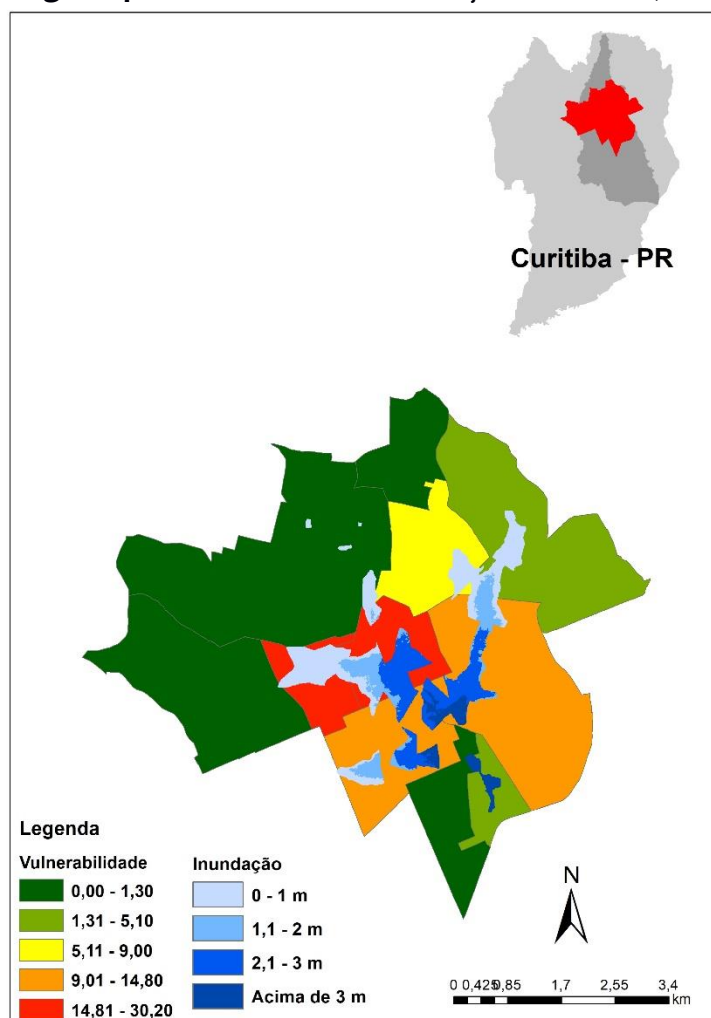 Curitiba - PR
Legenda
Vulnerabilidade
0,00 - 1,30
1,31 - 5,10
5,11 - 9,00
9,01 - 14,80
14,81 - 30,20
Inundação
0 - 1 m
1,1 - 2 m
2,1 - 3 m
Acima de 3 m
N
0 0,425 0,85 1,7 2,55 3,4
km